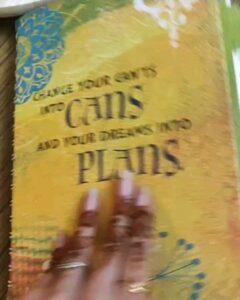 CHANGE YOUR CAN'TS
INTO CANS
AND YOUR DREAMS INTO
PLANS